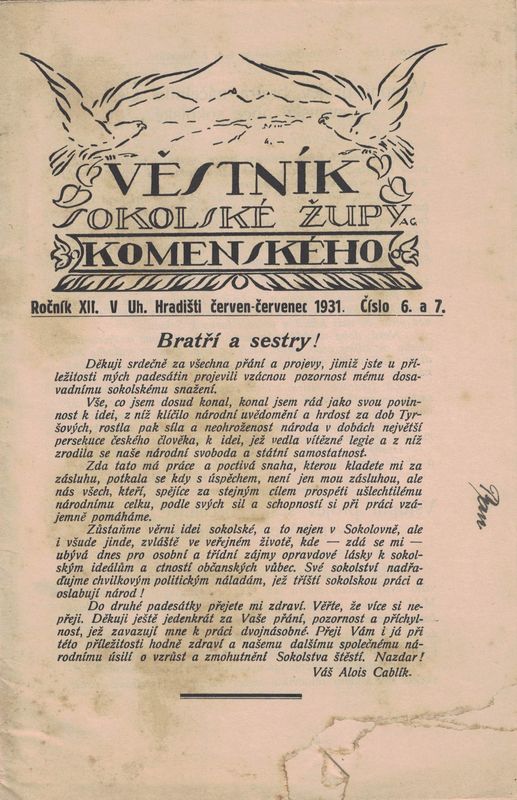 VĚSTNÍK
SOKOLSKÉ ŽUPY
A.G.
KOMENSKÉHO
Ročník XII. V Uh. Hradišti červen-červenec 1931. Číslo 6. a 7.
Bratří a sestry!
Děkuji srdečně za všechna přání a projevy, jimiž jste u pří-
ležitosti mých padesátin projevili vzácnou pozornost mému dosa-
vadnímu sokolskému snažení.
Vše, co jsem dosud konal, konal jsem rád jako svou povin-
nost k idei, z níž klíčilo národní uvědomění a hrdost za dob Tyr-
šových, rostla pak síla a neohroženost národa v dobách největší
persekuce českého člověka, k idei, jež vedla vítězné legie a z níž
zrodila se naše národní svoboda a státní samostatnost.
Zda tato má práce a poctivá snaha, kterou kladete mi za
zásluhu, potkala se kdy s úspěchem, není jen mou zásluhou, ale
nás všech, kteří, spějíce za stejným cílem prospěti ušlechtilému
národnímu celku, podle svých sil a schopností si při práci vzá-
jemně pomáháme.
Zůstaňme věrni idei sokolské, a to nejen v Sokolovně, ale
i všude jinde, zvláště ve veřejném životě, kde — zdá se mi —
ubývá dnes pro osobní a třídní zájmy opravdové lásky k sokol-
ským ideálům a ctností občanských vůbec. Své sokolství nadřa-
ďujme chvilkovým politickým náladám, jež tříští sokolskou práci a
oslabují národ!
Do druhé padesátky přejete mi zdraví. Věřte, že více si ne-
přeji. Děkuji ještě jedenkrát za Vaše přání, pozornost a příchyl-
nost, jež zavazují mne k práci dvojnásobné. Přeji Vám i já při
této příležitosti hodně zdraví a našemu dalšímu společnému ná-
rodnímu úsilí o vzrůst a zmohutnění Sokolstva štěstí. Nazdar!
Váš Alois Cablík.